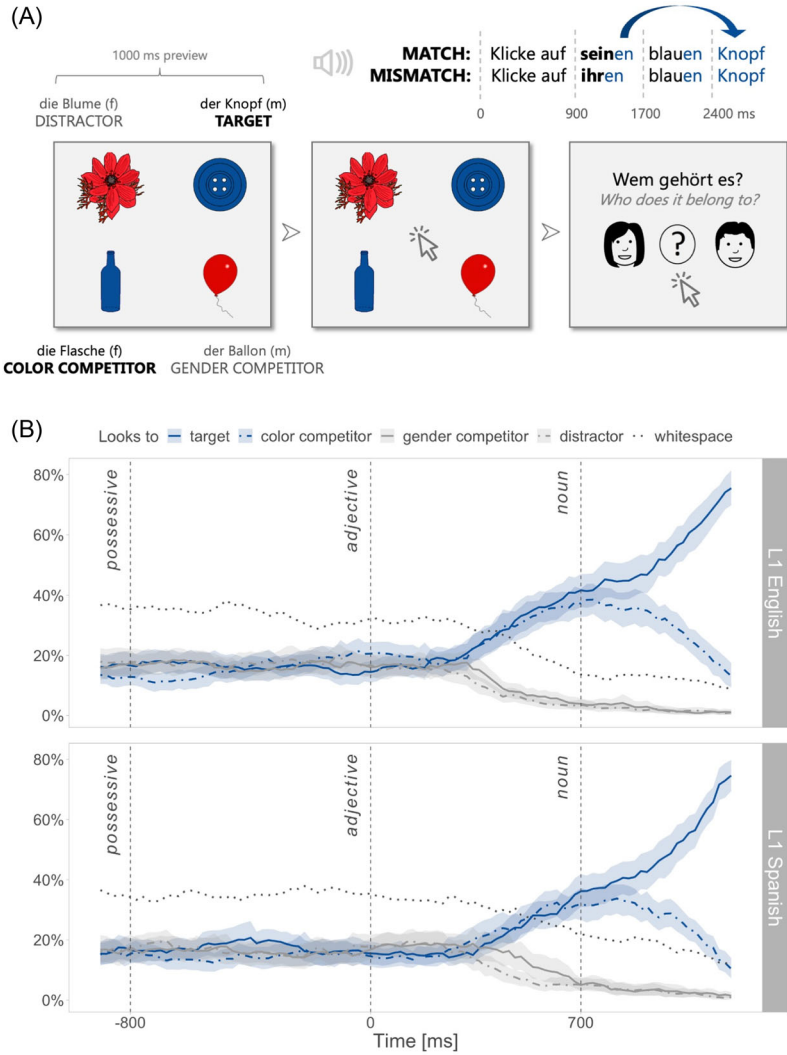 (A)
1000 ms preview
MATCH: Klicke auf seinen blauen Knopf
MISMATCH: Klicke auf ihren blauen Knopf
0 900 1700 2400 ms
die Blume (f) der Knopf (m)
DISTRACTOR TARGET
Wem gehört es?
Who does it belong to?
?
die Flasche (f) der Ballon (m)
COLOR COMPETITOR GENDER COMPETITOR
(B)
Looks to target color competitor gender competitor distractor whitespace
80%
60%
40%
20%
0%
possessive
adjective
noun
L1 English
80%
60%
40%
20%
0%
possessive
adjective
noun
L1 Spanish
-800 0 700
Time [ms]